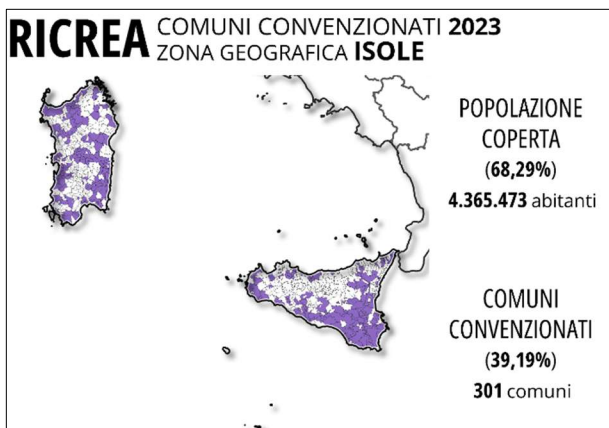 RICREA COMUNI CONVENZIONATI 2023
ZONA GEOGRAFICA ISOLE
POPOLAZIONE
COPERTA
(68,29%)
4.365.473 abitanti
COMUNI
CONVENZIONATI
(39,19%)
301 comuni